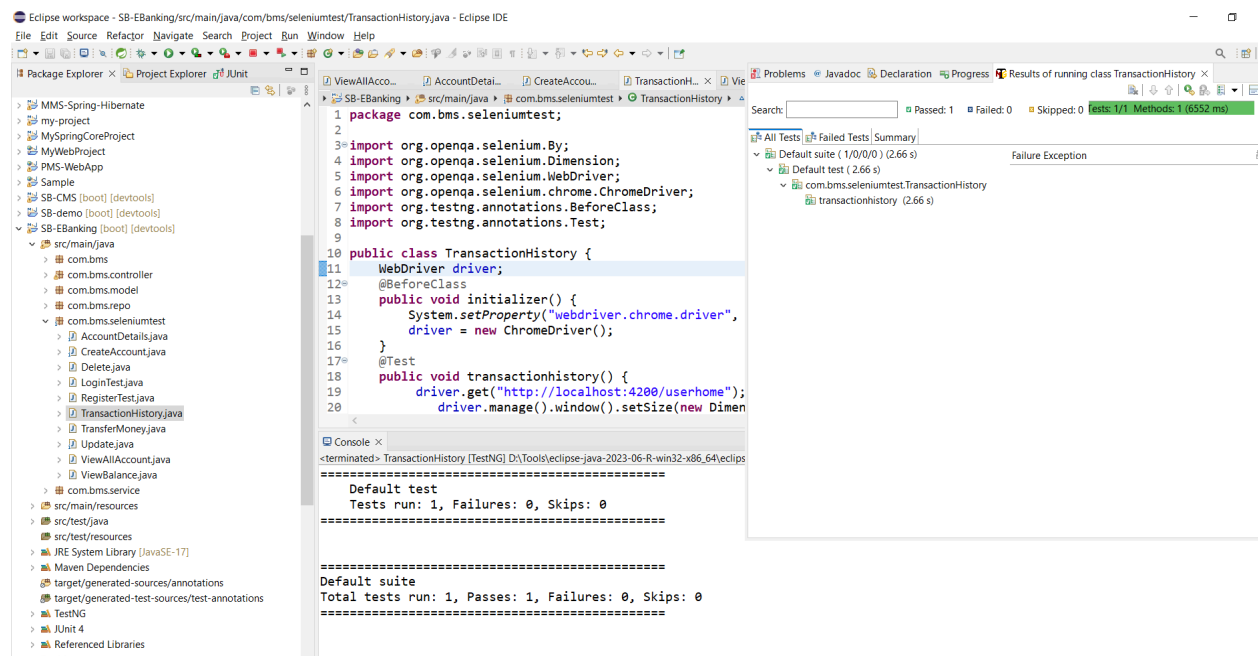 Eclipse workspace - SB-EBanking/src/main/java/com/bms/seleniumtest/TransactionHistory.java - Eclipse IDE
File Edit Source Refactor Navigate Search Project Run Window Help
Package Explorer Project Explorer JUnit
MMS-Spring-Hibernate
my-project
MySpringCoreProject
MyWebProject
PMS-WebApp
Sample
SB-CMS [boot] [devtools]
SB-demo [boot] [devtools]
SB-EBanking [boot] [devtools]
src/main/java
com.bms
com.bms.controller
com.bms.model
com.bms.repo
com.bms.seleniumtest
AccountDetails.java
CreateAccount.java
Delete.java
LoginTest.java
RegisterTest.java
TransactionHistory.java
TransferMoney.java
Update.java
ViewAllAccount.java
ViewBalance.java
com.bms.service
src/main/resources
src/test/java
src/test/resources
JRE System Library [JavaSE-17]
Maven Dependencies
target/generated-sources/annotations
target/generated-test-sources/test-annotations
TestNG
JUnit 4
Referenced Libraries
ViewAllAcco... AccountDetai... CreateAccou... TransactionH... Vie
SB-EBanking src/main/java com.bms.seleniumtest TransactionHistory
1 package com.bms.seleniumtest;
2
3 import org.openqa.selenium.By;
4 import org.openqa.selenium.Dimension;
5 import org.openqa.selenium.WebDriver;
6 import org.openqa.selenium.chrome.ChromeDriver;
7 import org.testng.annotations.BeforeClass;
8 import org.testng.annotations.Test;
9
10 public class TransactionHistory {
11 WebDriver driver;
12 @BeforeClass
13 public void initializer() {
14 System.setProperty("webdriver.chrome.driver",
15 driver = new ChromeDriver();
16 }
17 @Test
18 public void transactionhistory() {
19 driver.get("http://localhost:4200/userhome");
20 driver.manage().window().setSize(new Dimen
Console
<terminated> TransactionHistory [TestNG] D:\Tools\eclipse-java-2023-06-R-win32-x86_64\eclips
===============================================
Default test
Tests run: 1, Failures: 0, Skips: 0
===============================================
===============================================
Default suite
Total tests run: 1, Passes: 1, Failures: 0, Skips: 0
===============================================
Problems Javadoc Declaration Progress Results of running class TransactionHistory
Search: Passed: 1 Failed: 0 Skipped: 0 Tests: 1/1 Methods: 1 (6552 ms)
All Tests Failed Tests Summary
Default suite ( 1/0/0/0 ) (2.66 s)
Default test ( 2.66 s)
com.bms.seleniumtest.TransactionHistory
transactionhistory (2.66 s)
Failure Exception